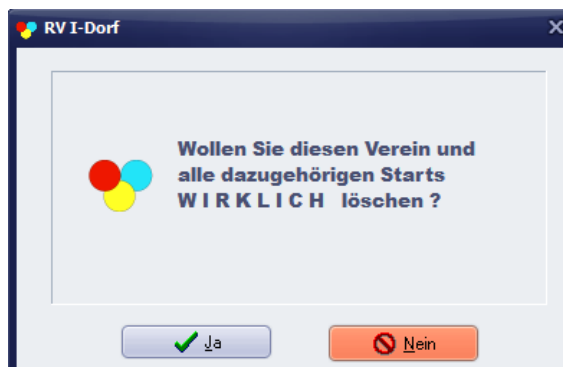 RV I-Dorf
Wollen Sie diesen Verein und
alle dazugehörigen Starts
W I R K L I C H löschen ?
Ja
Nein